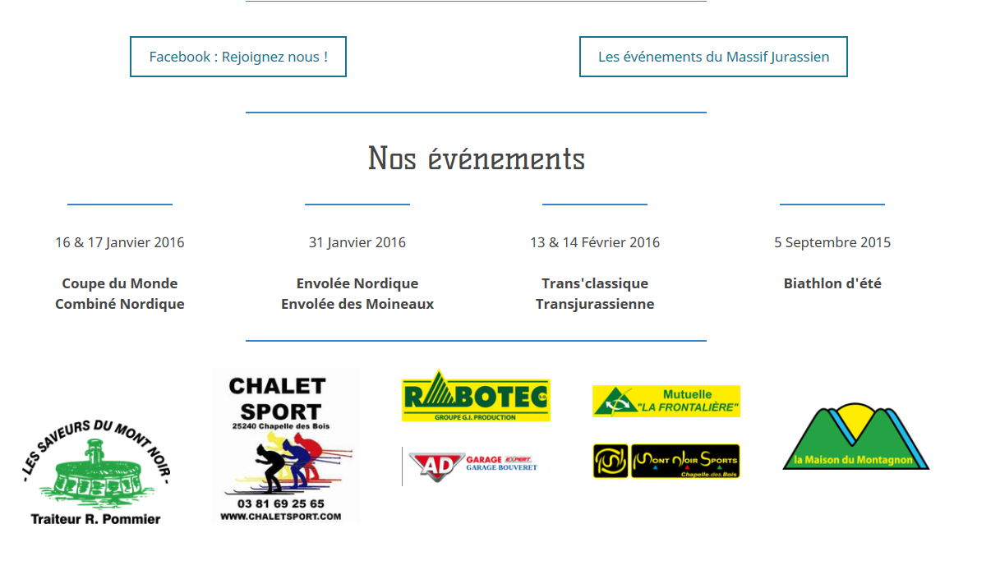 Facebook : Rejoignez nous !
Les événements du Massif Jurassien
Nos événements
16 & 17 Janvier 2016
Coupe du Monde
Combiné Nordique
31 Janvier 2016
Envolée Nordique
Envolée des Moineaux
13 & 14 Février 2016
Trans'classique
Transjurassienne
5 Septembre 2015
Biathlon d'été
- LES SAVEURS DU MONT NOIR -
Traiteur R. Pommier
CHALET
SPORT
25240 Chapelle des Bois
03 81 69 25 65
WWW.CHALETSPORT.COM
RABOTEC
GROUPE G.I. PRODUCTION
AD GARAGE EXPERT
GARAGE BOUVERET
Mutuelle
"LA FRONTALIÈRE"
MONT NOIR SPORTS
Chapelle.des.Bois
la Maison du Montagnon